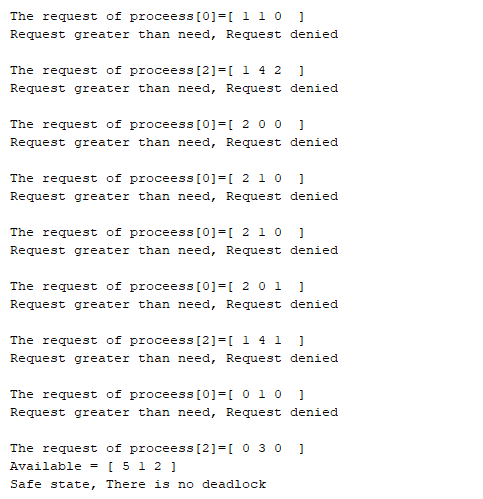 The request of proceess[0]=[ 1 1 0  ]
Request greater than need, Request denied
The request of proceess[2]=[ 1 4 2  ]
Request greater than need, Request denied
The request of proceess[0]=[ 2 0 0  ]
Request greater than need, Request denied
The request of proceess[0]=[ 2 1 0  ]
Request greater than need, Request denied
The request of proceess[0]=[ 2 1 0  ]
Request greater than need, Request denied
The request of proceess[0]=[ 2 0 1  ]
Request greater than need, Request denied
The request of proceess[2]=[ 1 4 1  ]
Request greater than need, Request denied
The request of proceess[0]=[ 0 1 0  ]
Request greater than need, Request denied
The request of proceess[2]=[ 0 3 0  ]
Available = [ 5 1 2 ]
Safe state, There is no deadlock